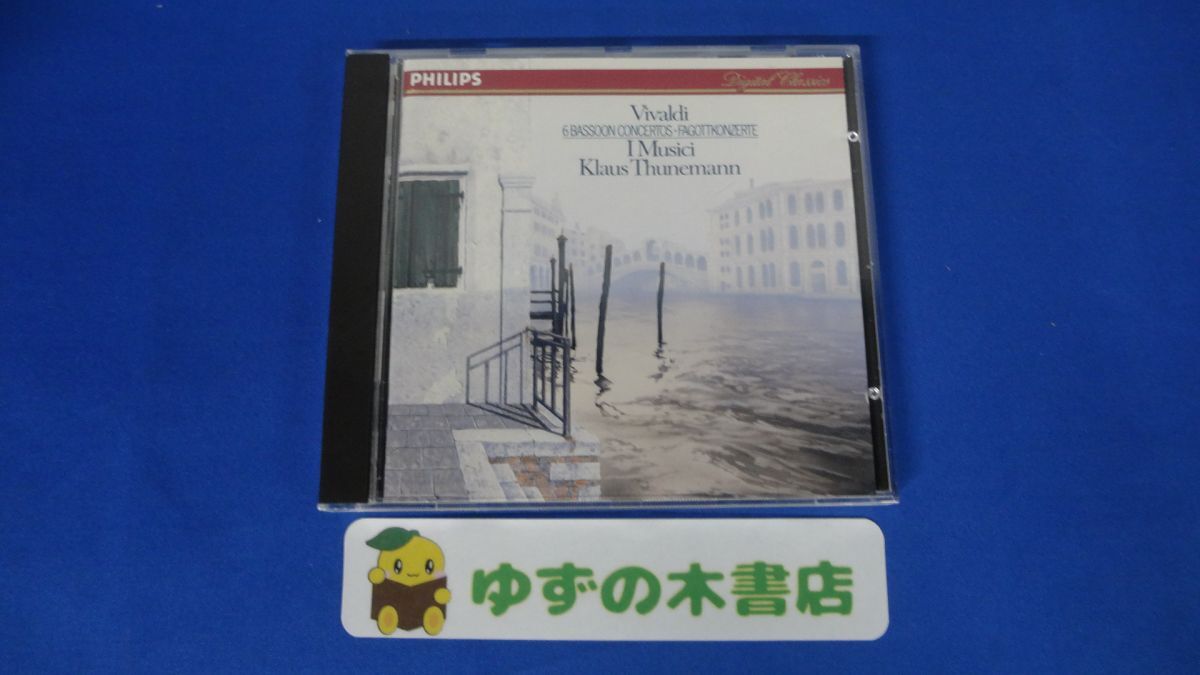 PHILIPS Digital Classics
Vivaldi
6 BASSOON CONCERTOS・FAGOTTKONZERTE
I Musici
Klaus Thunemann
ゆずの木書店